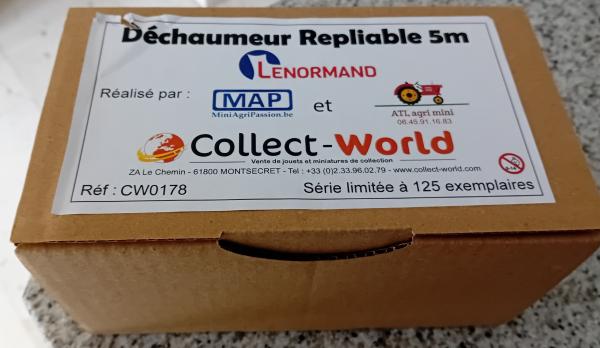 Déchaumeur Repliable 5m
LENORMAND
Réalisé par :
MAP
MiniAgriPassion.be
et
ATL agri mini
06.45.91.16.83
Collect-World
Vente de jouets et miniatures de collection
ZA Le Chemin - 61800 MONTSECRET - Tel : +33 (0)2.33.96.02.79 - www.collect-world.com
Réf : CW0178
Série limitée à 125 exemplaires